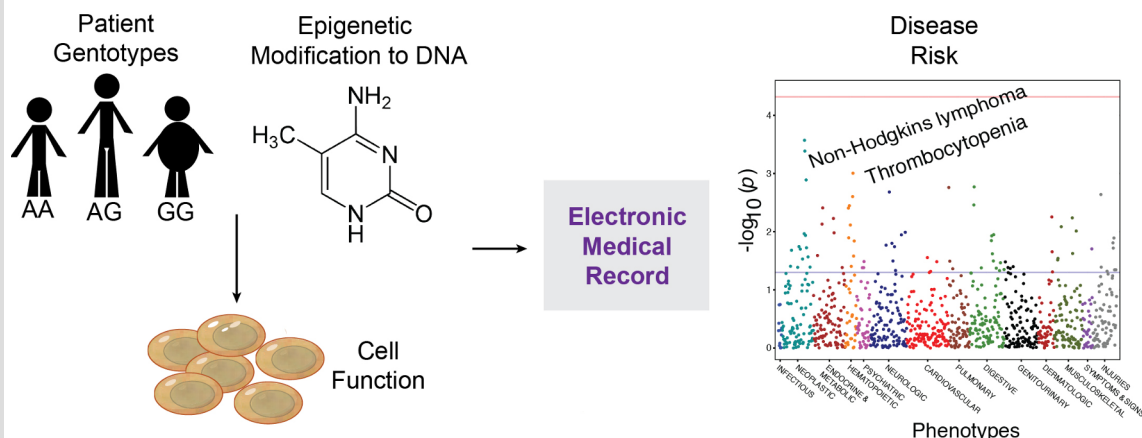 Patient
Gentotypes
AA
AG
GG
Epigenetic
Modification to DNA
NH2
H3C
N
N
H
O
Cell
Function
Electronic
Medical
Record
Disease
Risk
Non-Hodgkins lymphoma
Thrombocytopenia
-log10(p)
4
3
2
1
0
INFECTIOUS
NEOPLASTIC
ENDOCRINE &
METABOLIC
HEMATOPOIETIC
PSYCHIATRIC
NEUROLOGIC
CARDIOVASCULAR
PULMONARY
DIGESTIVE
GENITOURINARY
DERMATOLOGIC
MUSCULOSKELETAL
SYMPTOMS & SIGNS
INJURIES
Phenotypes